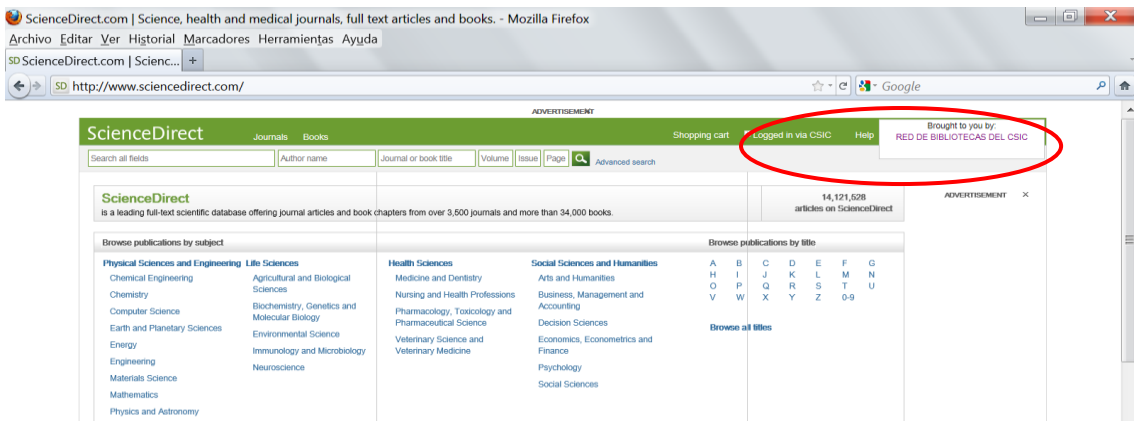 ScienceDirect.com | Science, health and medical journals, full text articles and books. - Mozilla Firefox
Archivo Editar Ver Historial Marcadores Herramientas Ayuda
SD ScienceDirect.com | Scienc... +
SD http://www.sciencedirect.com/ Google
ADVERTISEMENT
ScienceDirect Journals Books Shopping cart Logged in via CSIC Help
Brought to you by:
RED DE BIBLIOTECAS DEL CSIC
Search all fields Author name Journal or book title Volume Issue Page Advanced search
ScienceDirect
is a leading full-text scientific database offering journal articles and book chapters from over 3,500 journals and more than 34,000 books.
14,121,528
articles on ScienceDirect
ADVERTISEMENT X
Browse publications by subject
Physical Sciences and Engineering
Chemical Engineering
Chemistry
Computer Science
Earth and Planetary Sciences
Energy
Engineering
Materials Science
Mathematics
Physics and Astronomy
Life Sciences
Agricultural and Biological
Sciences
Biochemistry, Genetics and
Molecular Biology
Environmental Science
Immunology and Microbiology
Neuroscience
Health Sciences
Medicine and Dentistry
Nursing and Health Professions
Pharmacology, Toxicology and
Pharmaceutical Science
Veterinary Science and
Veterinary Medicine
Social Sciences and Humanities
Arts and Humanities
Business, Management and
Accounting
Decision Sciences
Economics, Econometrics and
Finance
Psychology
Social Sciences
Browse publications by title
A B C D E F G
H I J K L M N
O P Q R S T U
V W X Y Z 0-9
Browse all titles